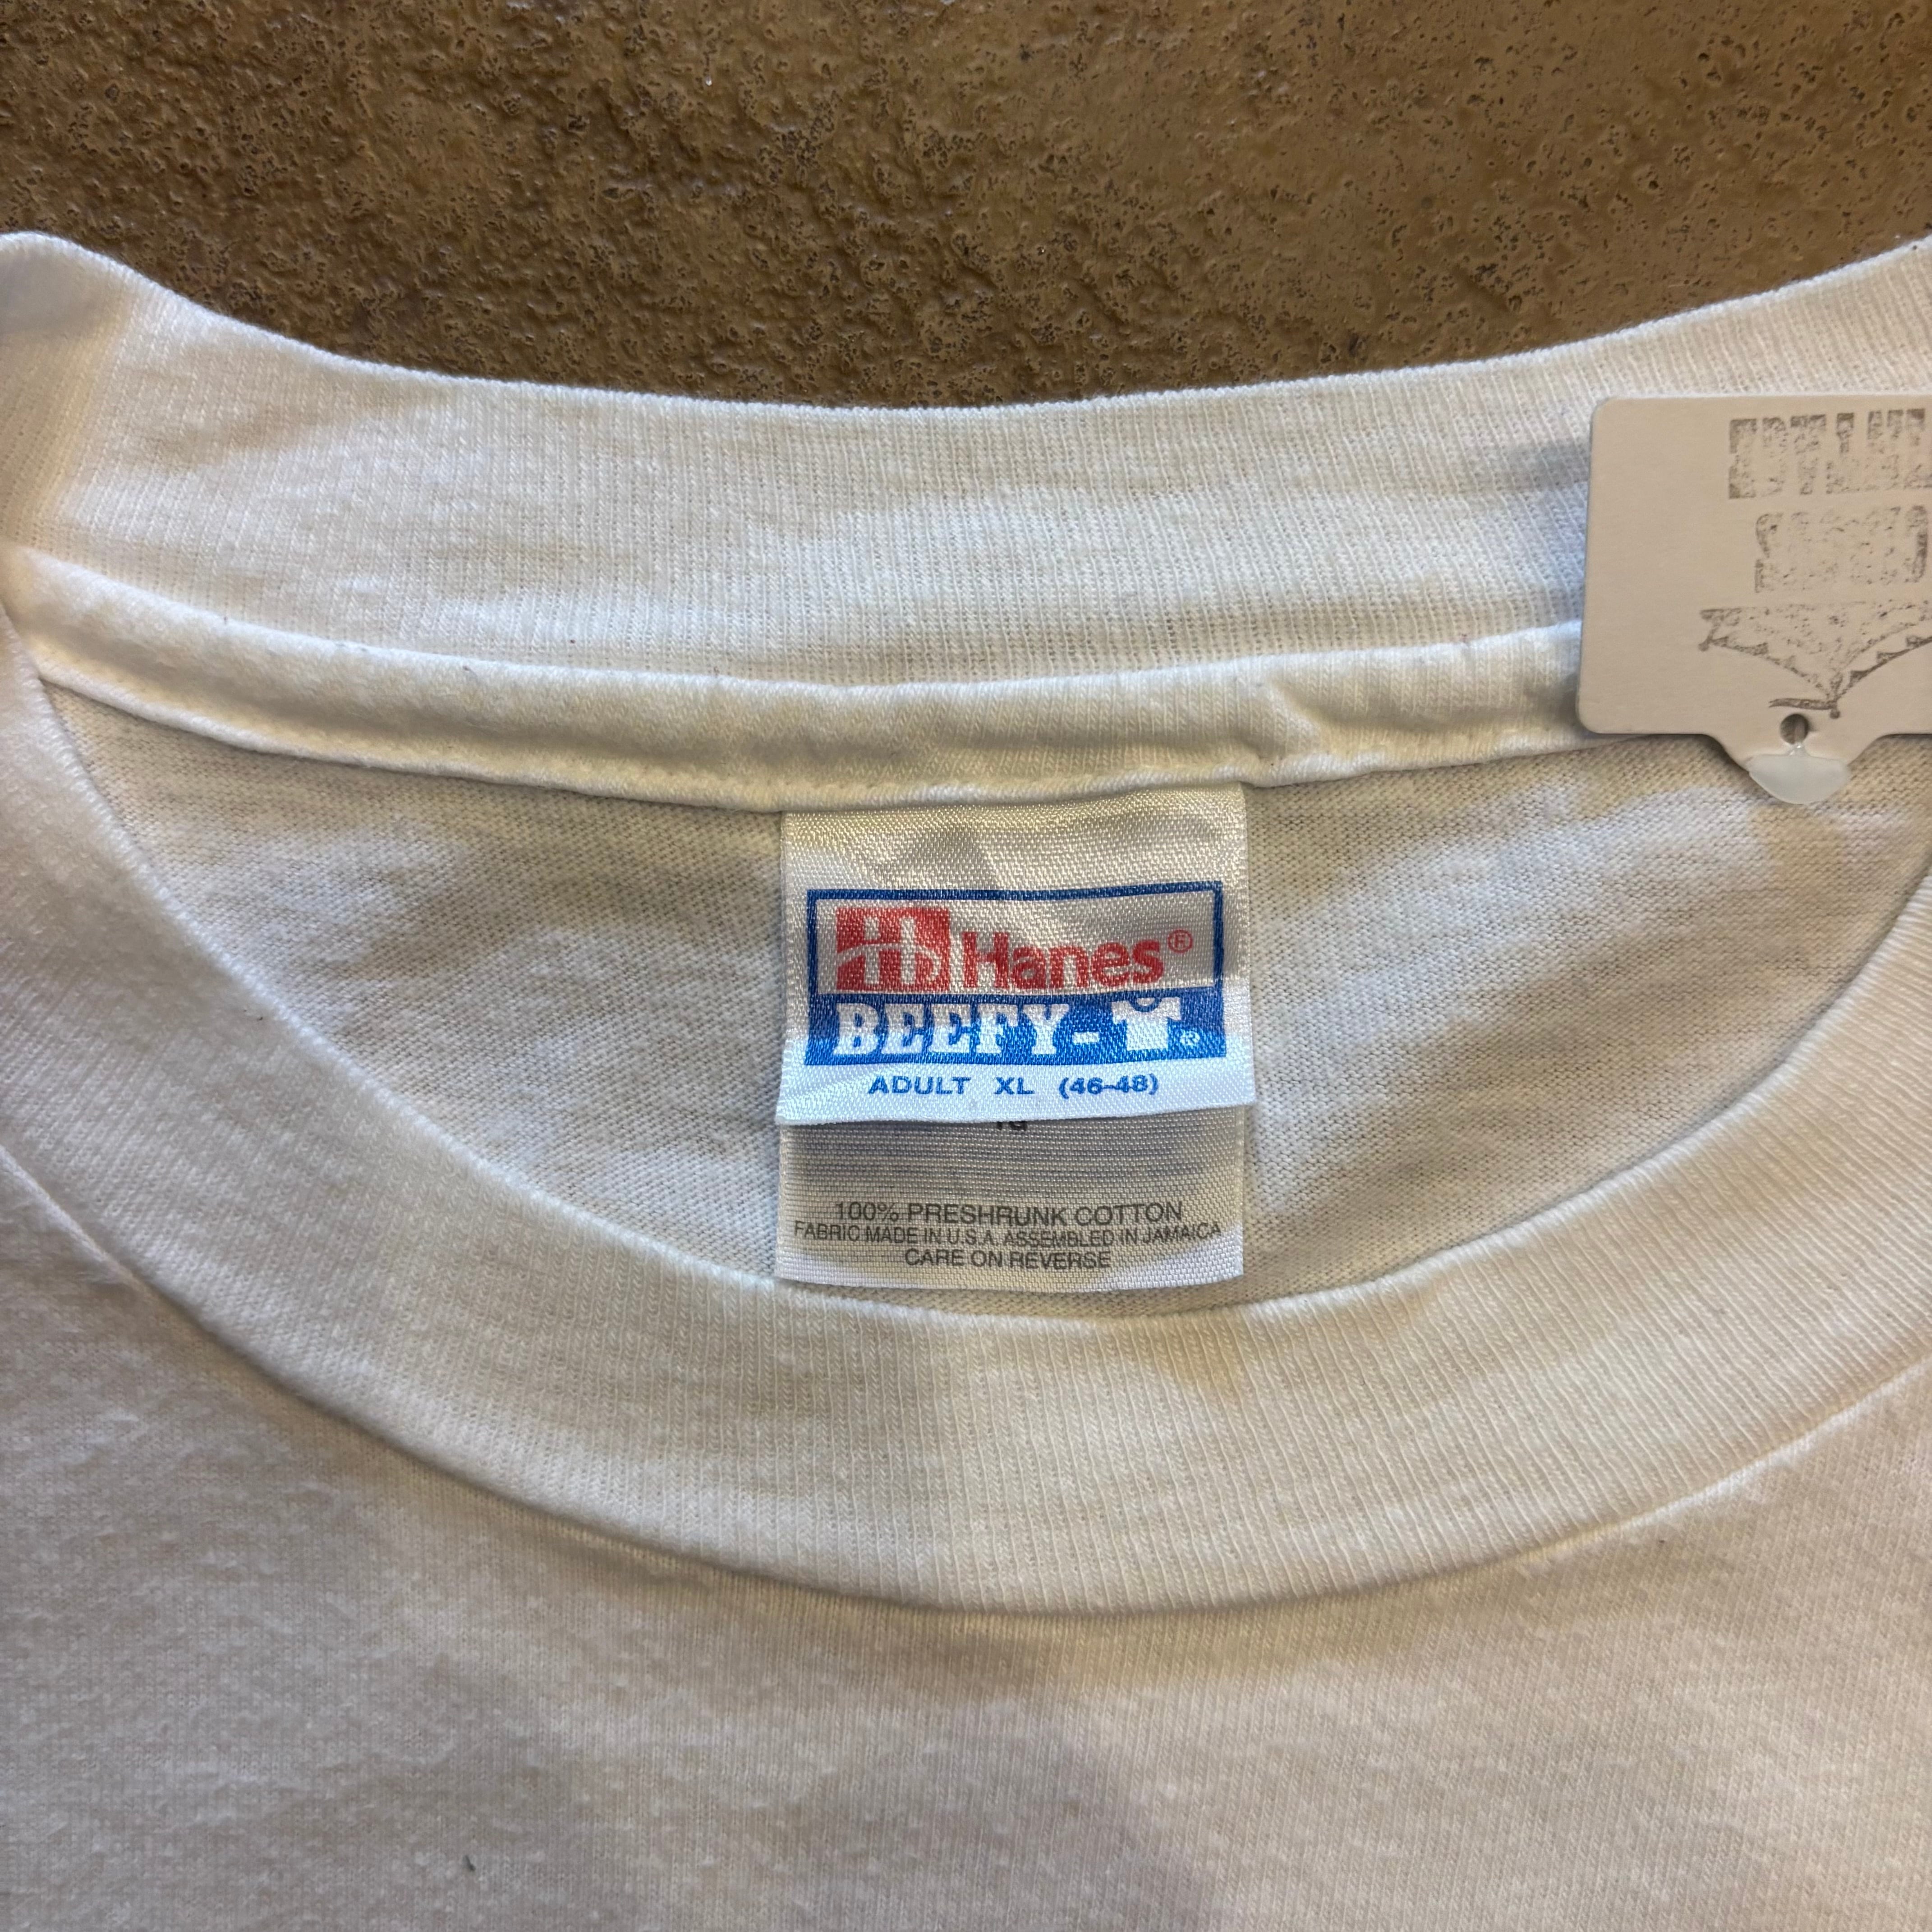 Hanes®
BEEFY-T®
ADULT XL (46-48)
100% PRESHRUNK COTTON
FABRIC MADE IN U.S.A. ASSEMBLED IN JAMAICA
CARE ON REVERSE